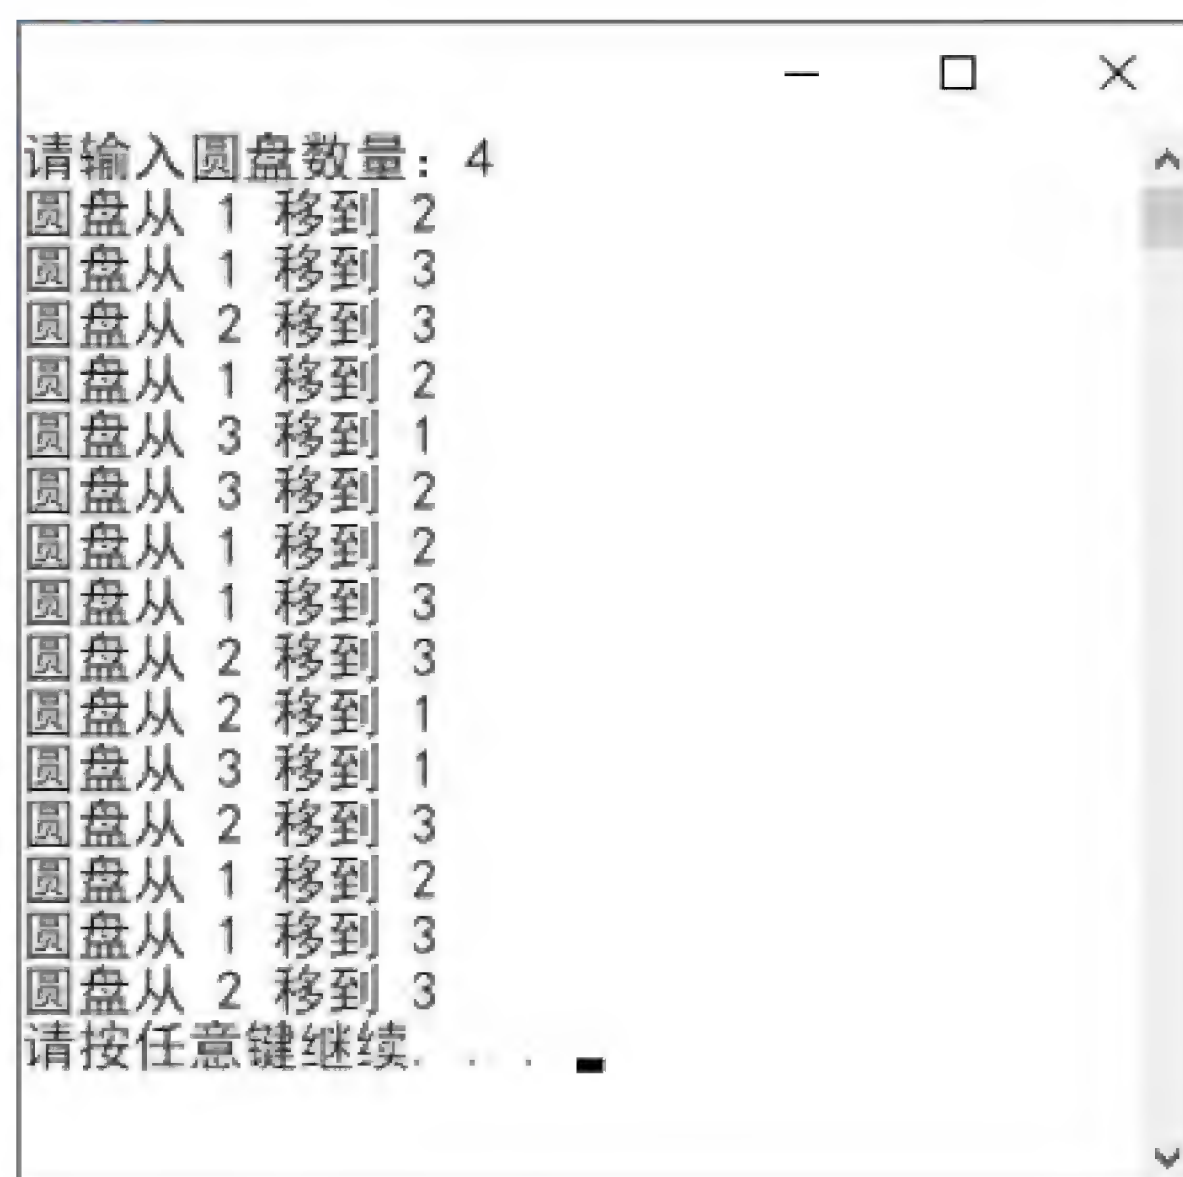 请输入圆盘数量：4
圆盘从 1 移到 2
圆盘从 1 移到 3
圆盘从 2 移到 3
圆盘从 1 移到 2
圆盘从 3 移到 1
圆盘从 3 移到 2
圆盘从 1 移到 2
圆盘从 1 移到 3
圆盘从 2 移到 3
圆盘从 2 移到 1
圆盘从 3 移到 1
圆盘从 2 移到 3
圆盘从 1 移到 2
圆盘从 1 移到 3
圆盘从 2 移到 3
请按任意键继续. . .